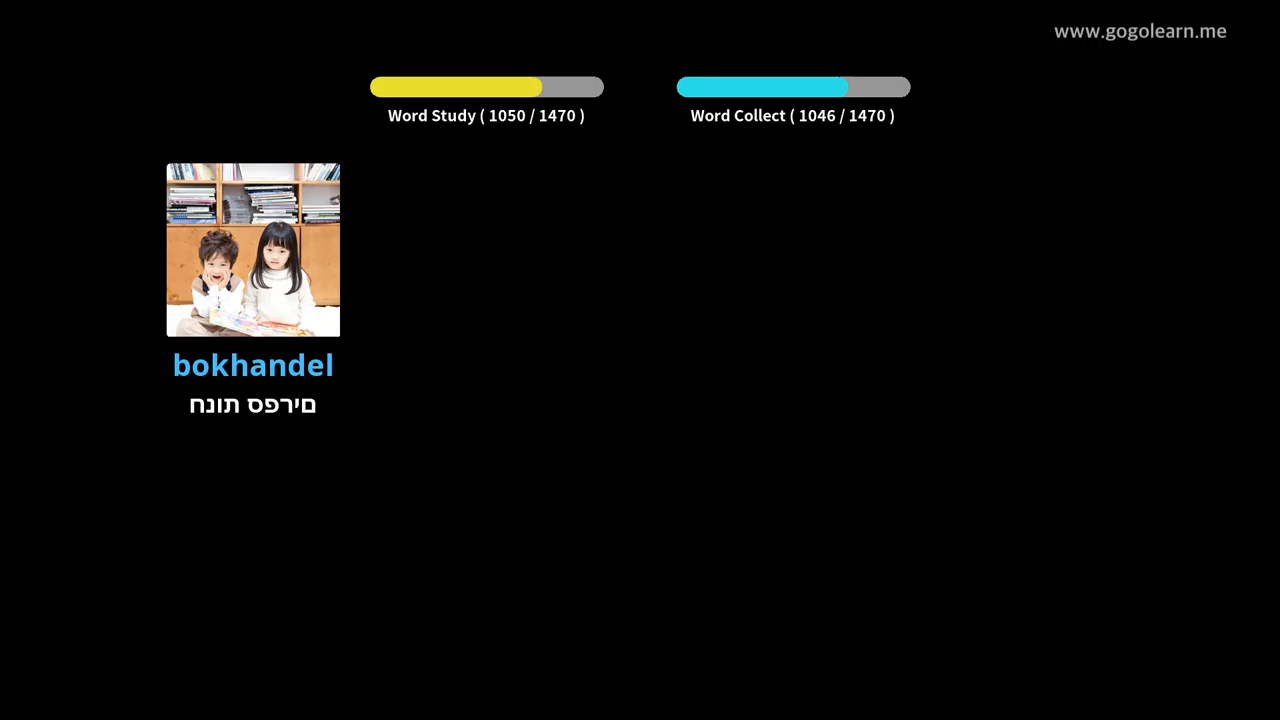 www.gogolearn.me
Word Study ( 1050 / 1470 )
Word Collect ( 1046 / 1470 )
bokhandel
חנות ספרים